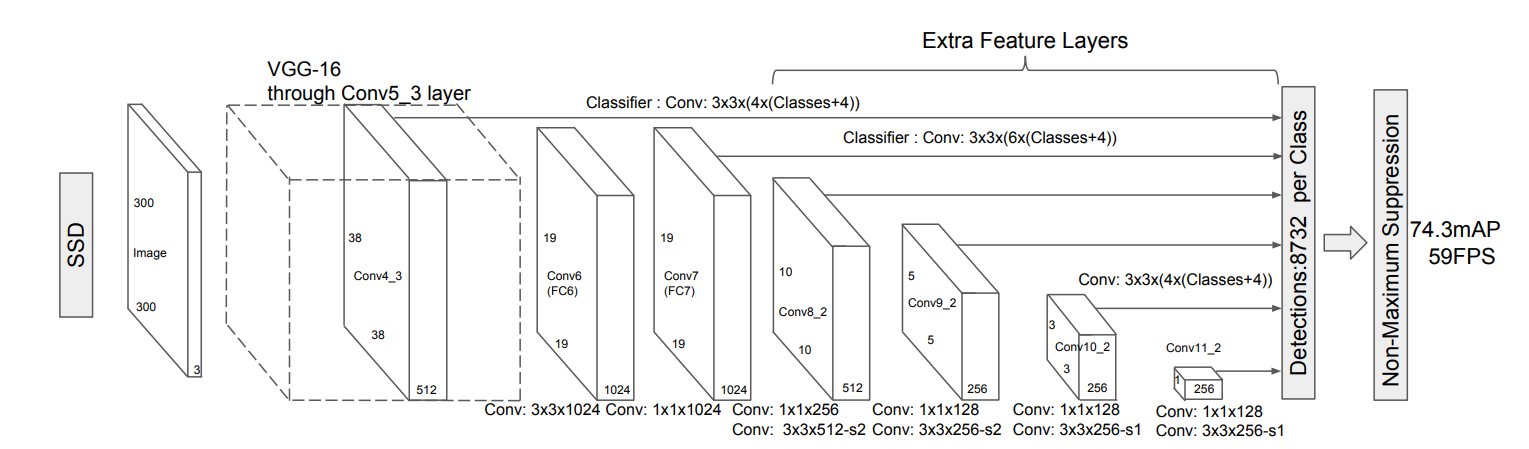 Extra Feature Layers
VGG-16
through Conv5_3 layer
Classifier : Conv: 3x3x(4x(Classes+4))
Classifier : Conv: 3x3x(6x(Classes+4))
SSD
300
Image
300
3
38
Conv4_3
38
512
19
Conv6
(FC6)
19
1024
19
Conv7
(FC7)
19
1024
10
Conv8_2
10
512
5
Conv9_2
5
256
Conv: 3x3x(4x(Classes+4))
3
Conv10_2
3
256
Conv11_2
1
256
Detections:8732 per Class
Non-Maximum Suppression
74.3mAP
59FPS
Conv: 3x3x1024
Conv: 1x1x1024
Conv: 1x1x256
Conv: 3x3x512-s2
Conv: 1x1x128
Conv: 3x3x256-s2
Conv: 1x1x128
Conv: 3x3x256-s1
Conv: 1x1x128
Conv: 3x3x256-s1